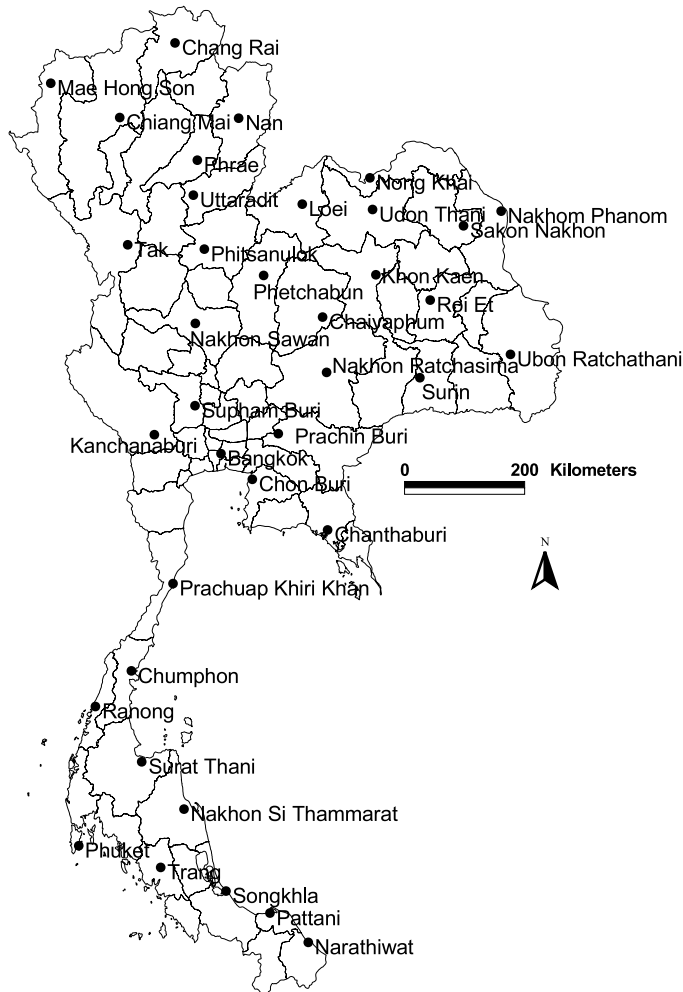 Chang Rai
Mae Hong Son
Chiang Mai
Nan
Phrae
Nong Khai
Uttaradit
Loei
Udon Thani
Nakhom Phanom
Sakon Nakhon
Tak
Phitsanulok
Khon Kaen
Phetchabun
Roi Et
Chaiyaphum
Nakhon Sawan
Ubon Ratchathani
Nakhon Ratchasima
Surin
Supham Buri
Prachin Buri
Kanchanaburi
Bangkok
0 200 Kilometers
Chon Buri
Chanthaburi
N
Prachuap Khiri Khan
Chumphon
Ranong
Surat Thani
Nakhon Si Thammarat
Phuket
Trang
Songkhla
Pattani
Narathiwat